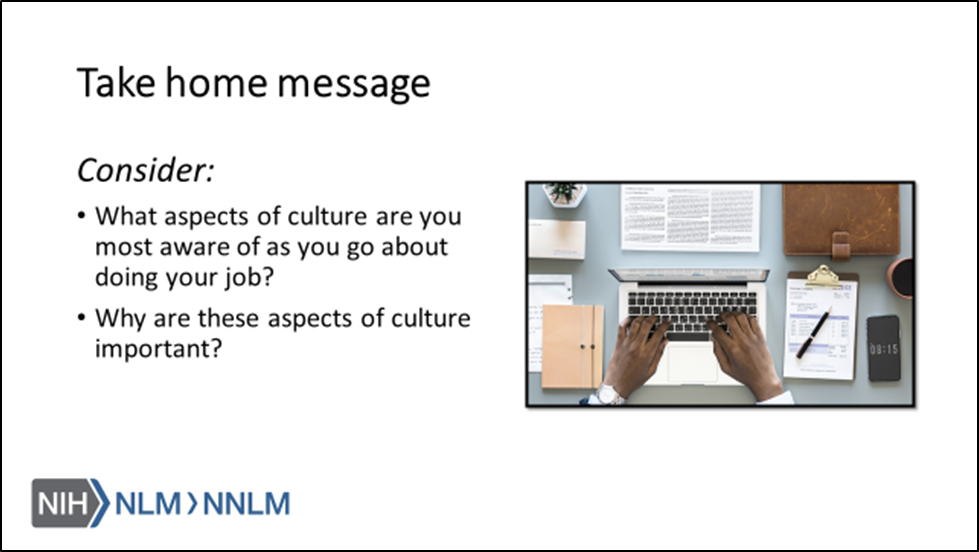 Take home message
Consider:
• What aspects of culture are you
most aware of as you go about
doing your job?
• Why are these aspects of culture
important?
08:15
NIH NLM NNLM